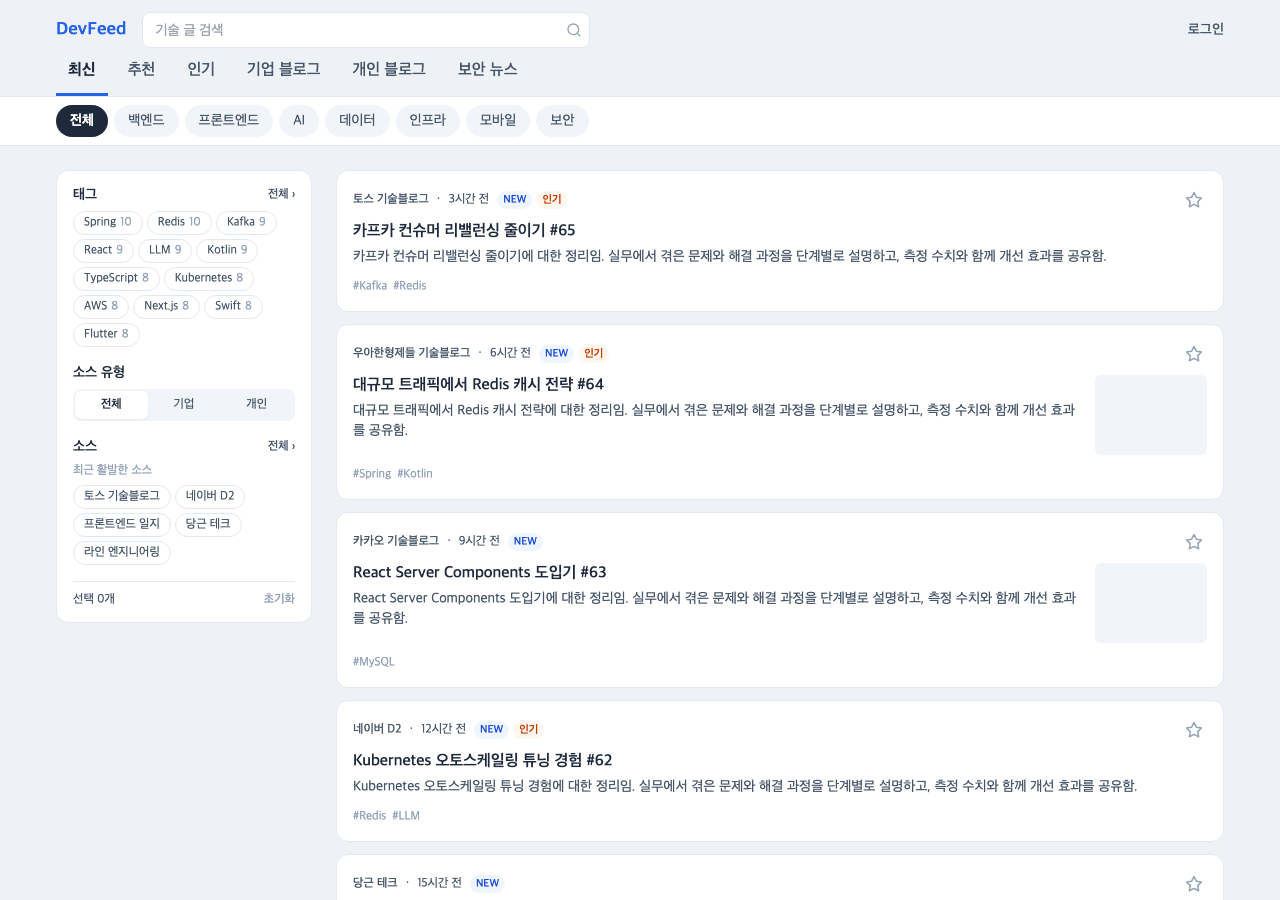 DevFeed 기술 글 검색 로그인
최신 추천 인기 기업 블로그 개인 블로그 보안 뉴스
전체 백엔드 프론트엔드 AI 데이터 인프라 모바일 보안
태그 전체 ›
Spring 10 Redis 10 Kafka 9
React 9 LLM 9 Kotlin 9
TypeScript 8 Kubernetes 8
AWS 8 Next.js 8 Swift 8
Flutter 8
소스 유형
전체 기업 개인
소스 전체 ›
최근 활발한 소스
토스 기술블로그 네이버 D2
프론트엔드 일지 당근 테크
라인 엔지니어링
선택 0개 초기화
토스 기술블로그 · 3시간 전 NEW 인기
카프카 컨슈머 리밸런싱 줄이기 #65
카프카 컨슈머 리밸런싱 줄이기에 대한 정리임. 실무에서 겪은 문제와 해결 과정을 단계별로 설명하고, 측정 수치와 함께 개선 효과를 공유함.
#Kafka #Redis
우아한형제들 기술블로그 · 6시간 전 NEW 인기
대규모 트래픽에서 Redis 캐시 전략 #64
대규모 트래픽에서 Redis 캐시 전략에 대한 정리임. 실무에서 겪은 문제와 해결 과정을 단계별로 설명하고, 측정 수치와 함께 개선 효과
를 공유함.
#Spring #Kotlin
카카오 기술블로그 · 9시간 전 NEW
React Server Components 도입기 #63
React Server Components 도입기에 대한 정리임. 실무에서 겪은 문제와 해결 과정을 단계별로 설명하고, 측정 수치와 함께 개선 효과
를 공유함.
#MySQL
네이버 D2 · 12시간 전 NEW 인기
Kubernetes 오토스케일링 튜닝 경험 #62
Kubernetes 오토스케일링 튜닝 경험에 대한 정리임. 실무에서 겪은 문제와 해결 과정을 단계별로 설명하고, 측정 수치와 함께 개선 효과를 공유함.
#Redis #LLM
당근 테크 · 15시간 전 NEW